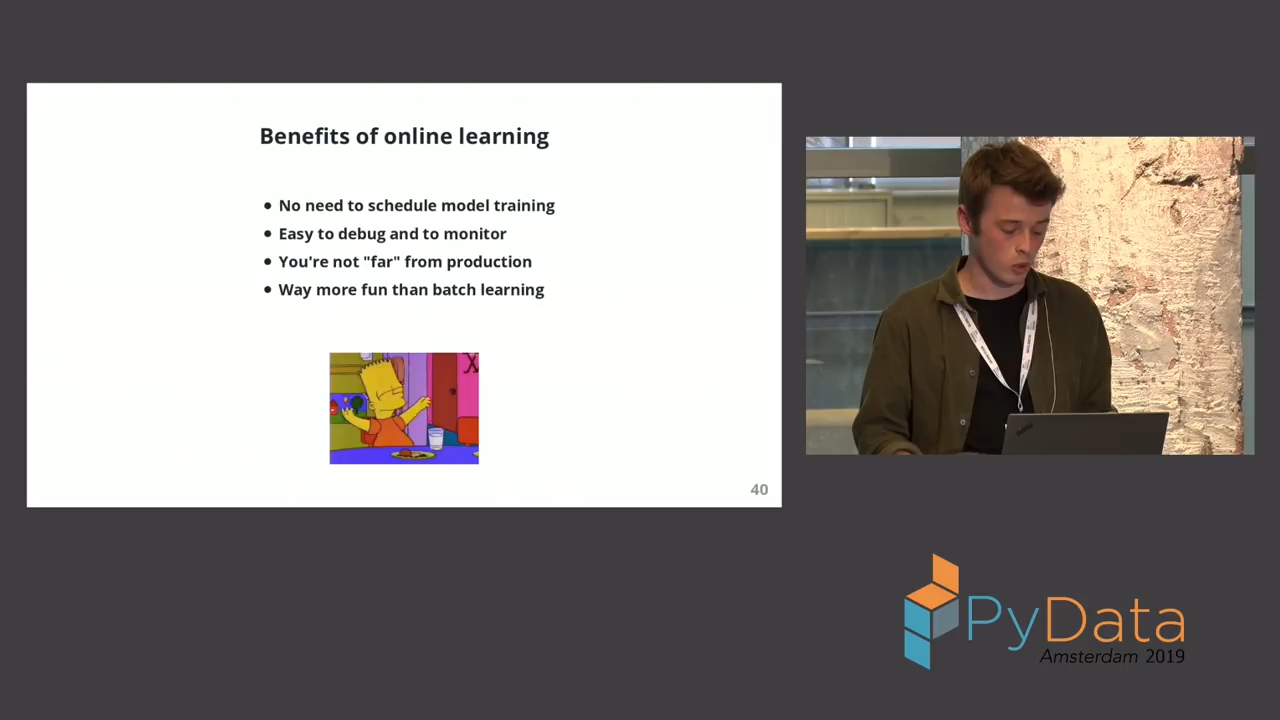 Benefits of online learning
• No need to schedule model training
• Easy to debug and to monitor
• You're not "far" from production
• Way more fun than batch learning
40
PyData
Amsterdam 2019